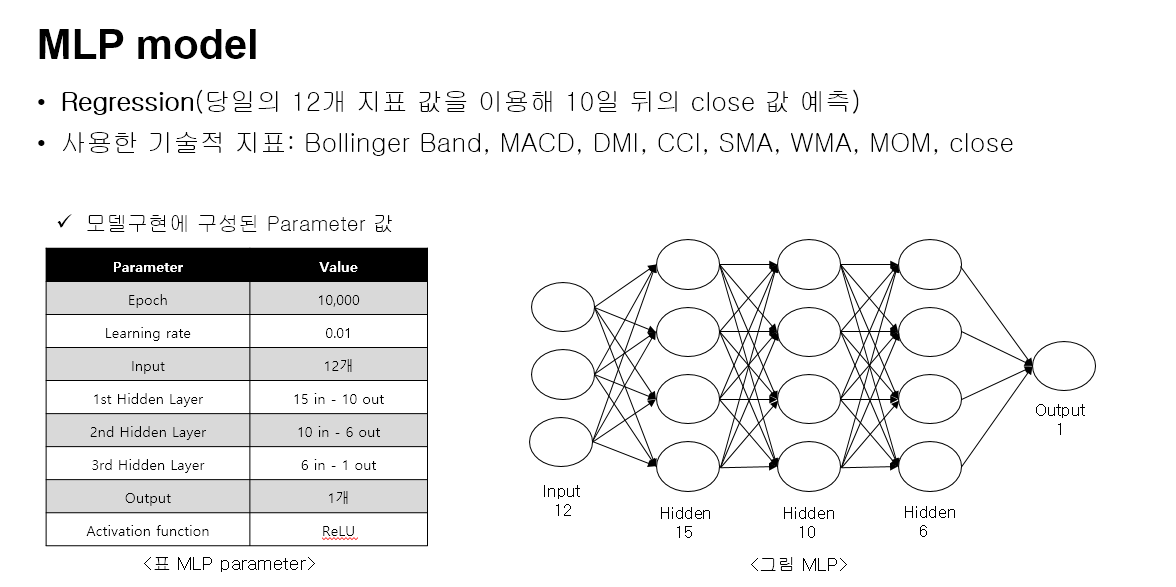 MLP model
• Regression(당일의 12개 지표 값을 이용해 10일 뒤의 close 값 예측)
• 사용한 기술적 지표: Bollinger Band, MACD, DMI, CCI, SMA, WMA, MOM, close
✓ 모델구현에 구성된 Parameter 값
Parameter Value
Epoch 10,000
Learning rate 0.01
Input 12개
1st Hidden Layer 15 in - 10 out
2nd Hidden Layer 10 in - 6 out
3rd Hidden Layer 6 in - 1 out
Output 1개
Activation function ReLU
<표 MLP parameter>
Input
12
Hidden
15
Hidden
10
Hidden
6
Output
1
<그림 MLP>